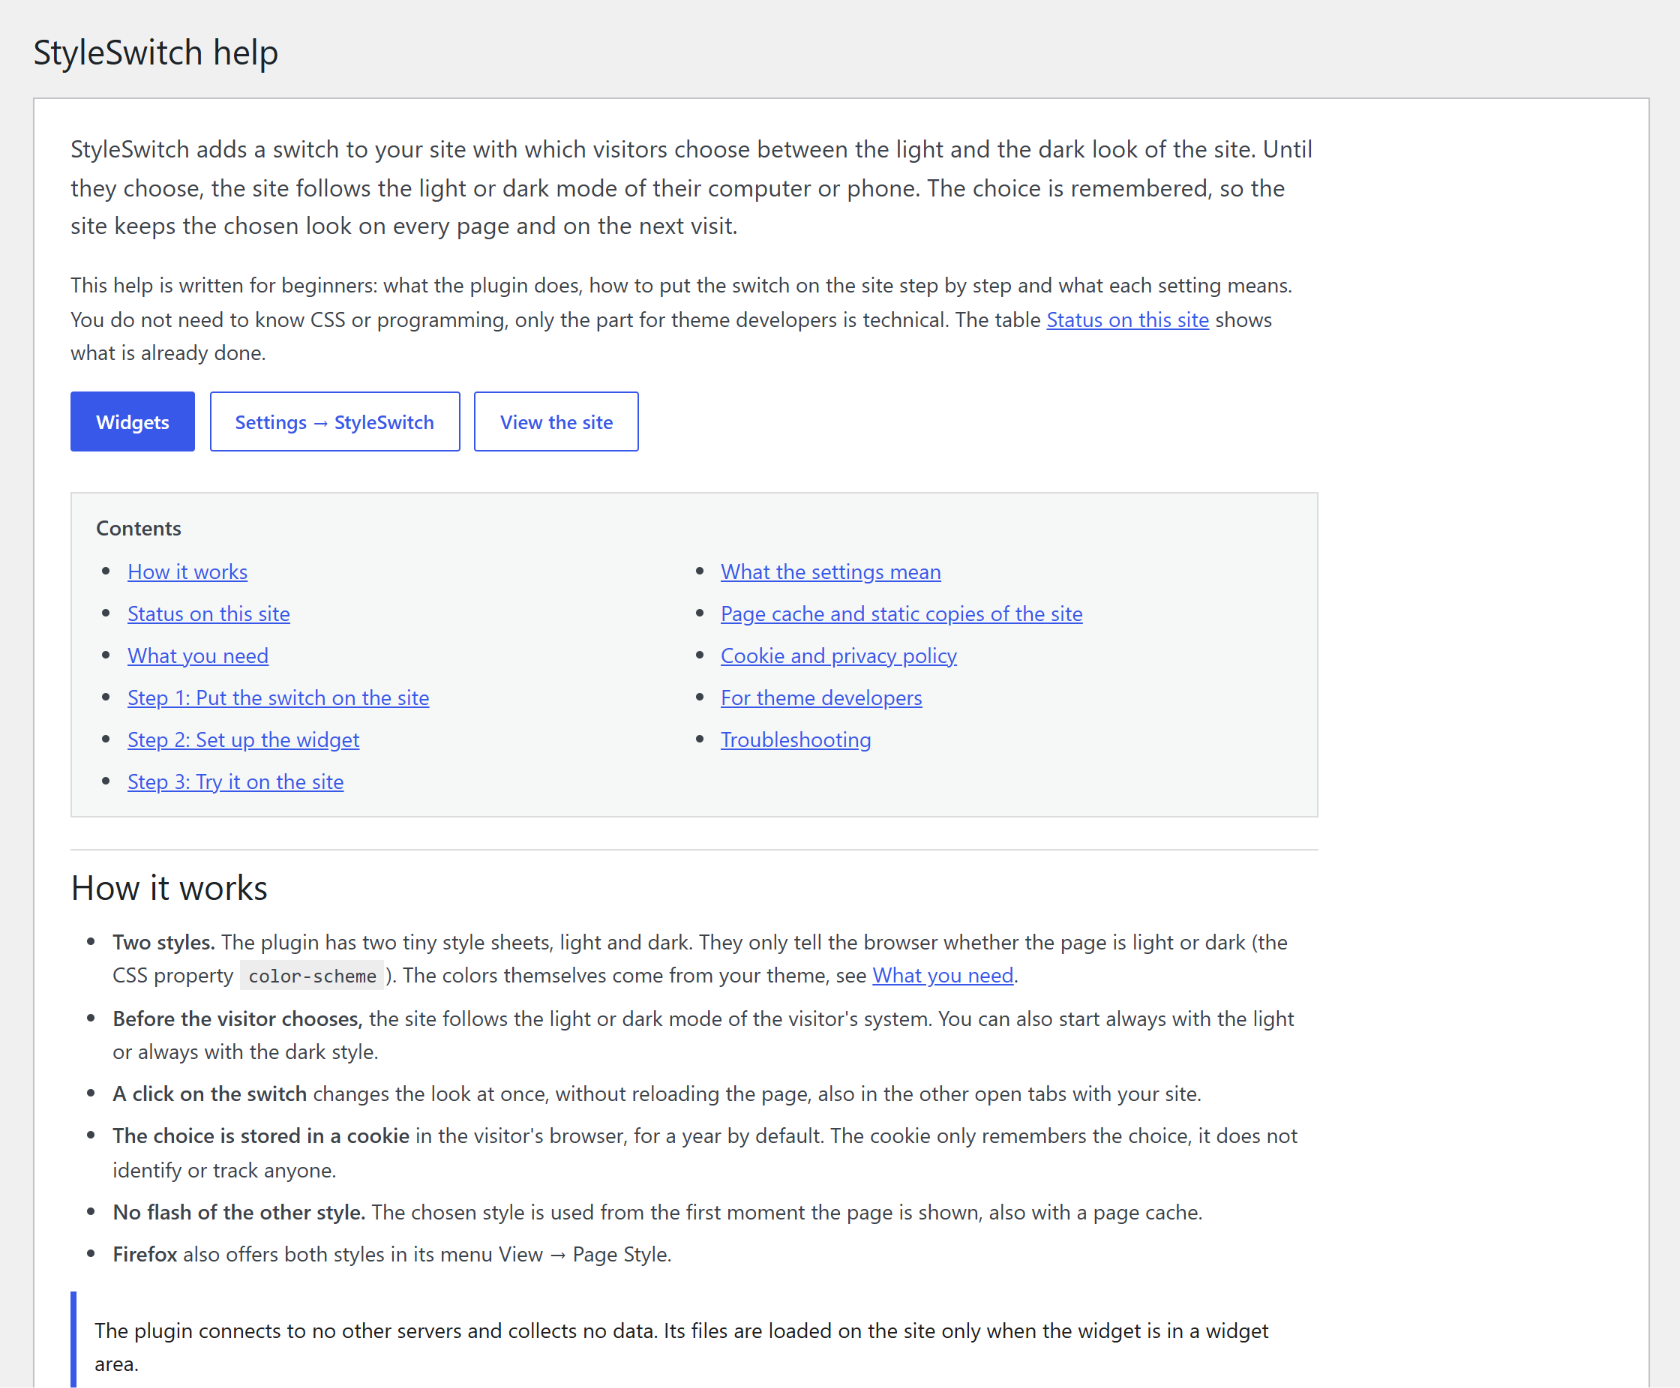 StyleSwitch help
StyleSwitch adds a switch to your site with which visitors choose between the light and the dark look of the site. Until
they choose, the site follows the light or dark mode of their computer or phone. The choice is remembered, so the
site keeps the chosen look on every page and on the next visit.
This help is written for beginners: what the plugin does, how to put the switch on the site step by step and what each setting means.
You do not need to know CSS or programming, only the part for theme developers is technical. The table Status on this site shows
what is already done.
Widgets
Settings → StyleSwitch
View the site
Contents
How it works
Status on this site
What you need
Step 1: Put the switch on the site
Step 2: Set up the widget
Step 3: Try it on the site
What the settings mean
Page cache and static copies of the site
Cookie and privacy policy
For theme developers
Troubleshooting
How it works
Two styles. The plugin has two tiny style sheets, light and dark. They only tell the browser whether the page is light or dark (the
CSS property color-scheme ). The colors themselves come from your theme, see What you need.
Before the visitor chooses, the site follows the light or dark mode of the visitor's system. You can also start always with the light
or always with the dark style.
A click on the switch changes the look at once, without reloading the page, also in the other open tabs with your site.
The choice is stored in a cookie in the visitor's browser, for a year by default. The cookie only remembers the choice, it does not
identify or track anyone.
No flash of the other style. The chosen style is used from the first moment the page is shown, also with a page cache.
Firefox also offers both styles in its menu View → Page Style.
The plugin connects to no other servers and collects no data. Its files are loaded on the site only when the widget is in a widget
area.